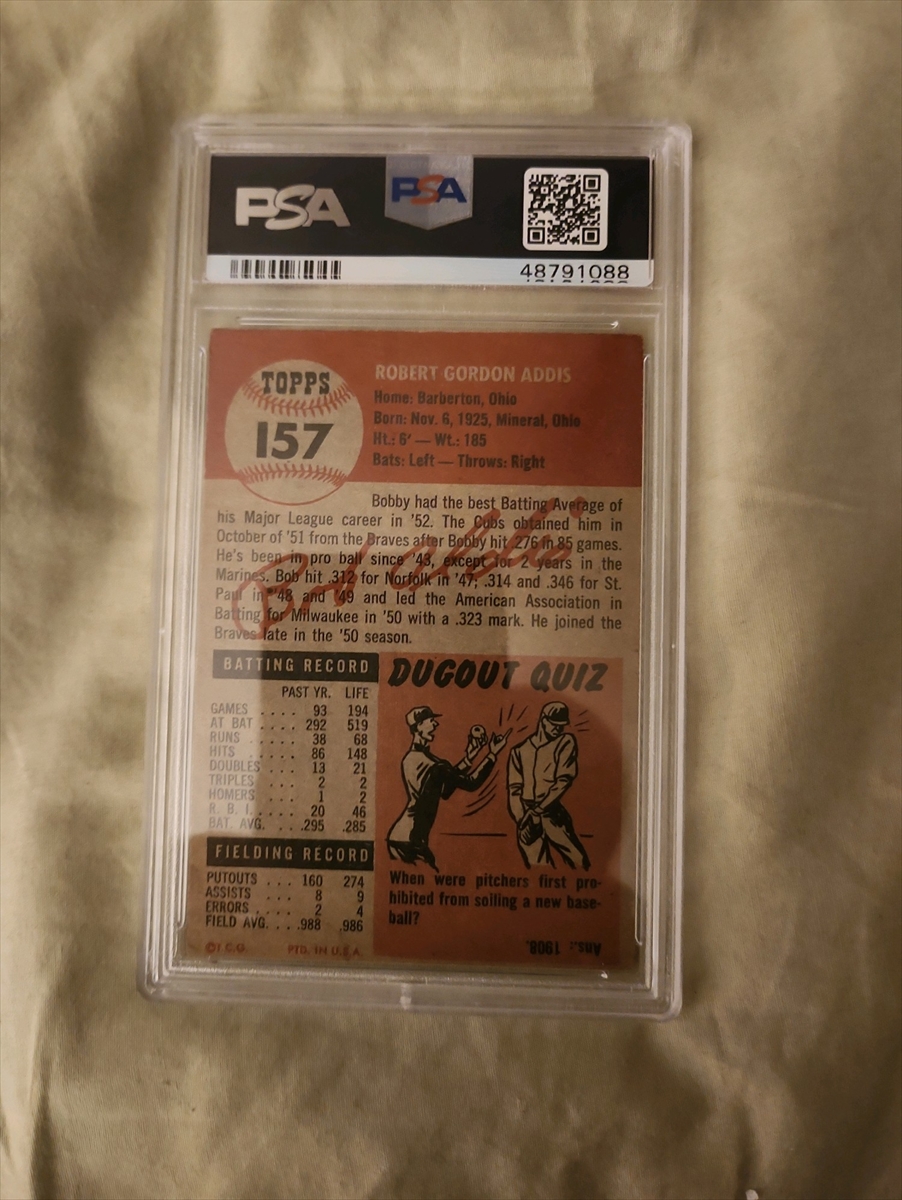 PSA PSA
48791088
TOPPS
157
ROBERT GORDON ADDIS
Home: Barberton, Ohio
Born: Nov. 6, 1925, Mineral, Ohio
Ht.: 6' — Wt.: 185
Bats: Left — Throws: Right
Bobby had the best Batting Average of
his Major League career in '52. The Cubs obtained him in
October of '51 from the Braves after Bobby hit .276 in 85 games.
He's been in pro ball since '43, except for 2 years in the
Marines. Bob hit .312 for Norfolk in '47; .314 and .346 for St.
Paul in '48 and '49 and led the American Association in
Batting for Milwaukee in '50 with a .323 mark. He joined the
Braves late in the '50 season.
Bob Addis
BATTING RECORD
PAST YR. LIFE
GAMES .... 93 194
AT BAT .... 292 519
RUNS ..... 38 68
HITS ..... 86 148
DOUBLES ... 13 21
TRIPLES ... 2 2
HOMERS ... 1 2
R. B. I. .... 20 46
BAT. AVG. ... .295 .285
FIELDING RECORD
PUTOUTS ... 160 274
ASSISTS ... 8 9
ERRORS .... 2 4
FIELD AVG. ... .988 .986
© T.C.G. PTD. IN U.S.A.
DUGOUT QUIZ
When were pitchers first pro-
hibited from soiling a new base-
ball?
Ans.: 1908.